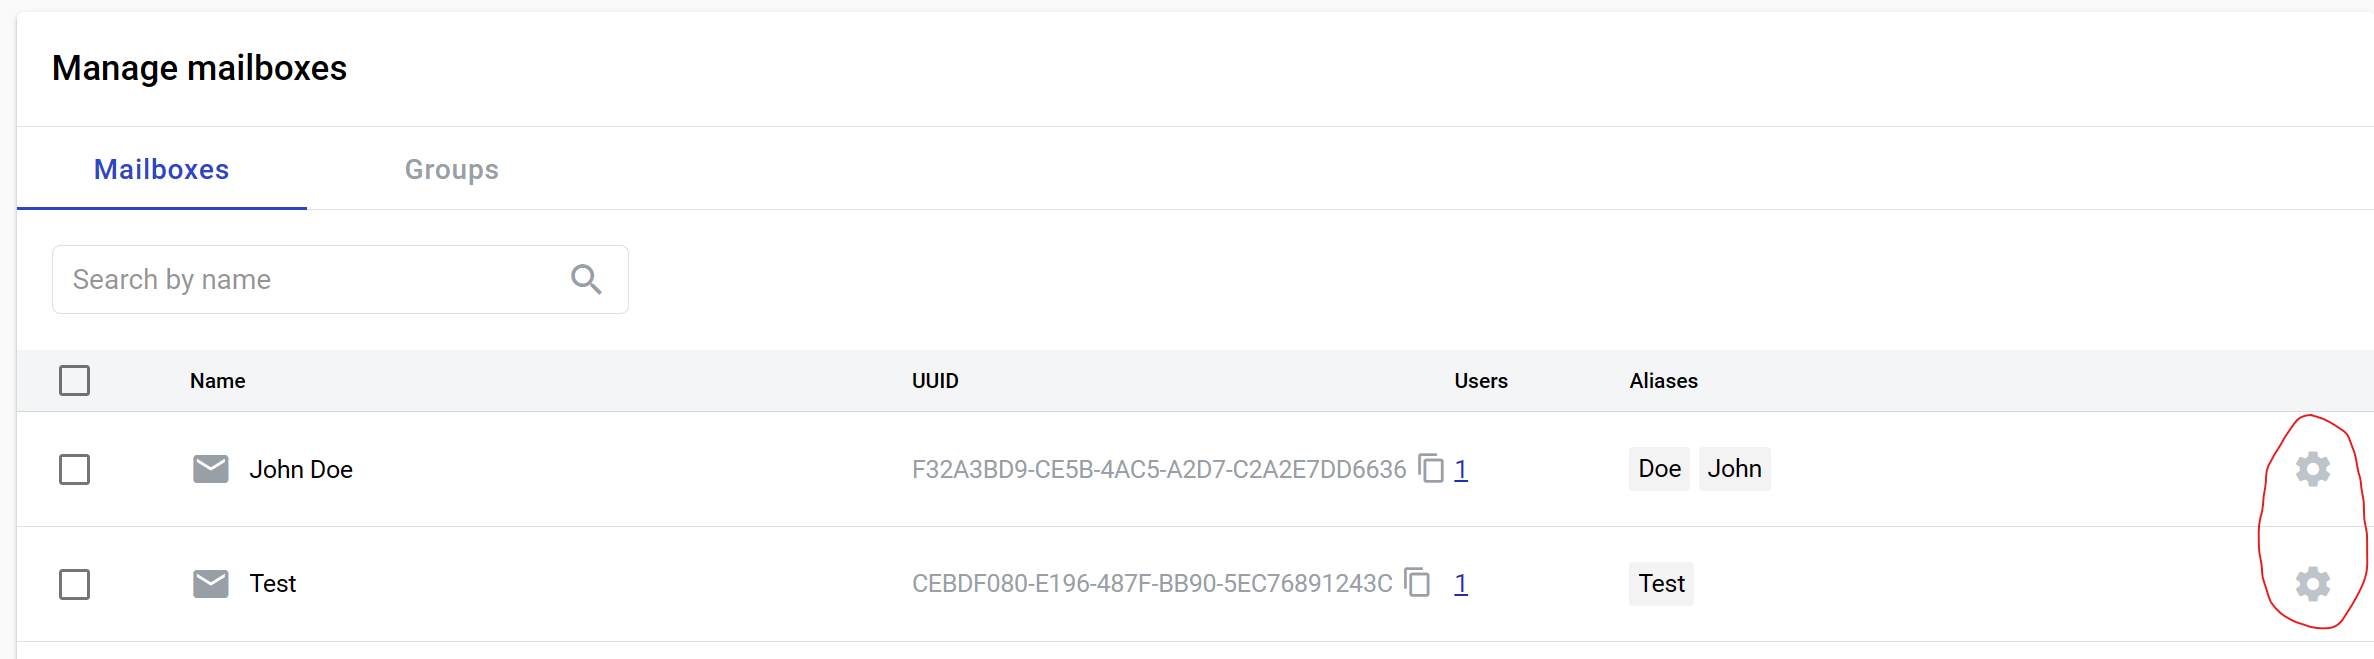 Manage mailboxes
Mailboxes Groups
Search by name
Name UUID Users Aliases
John Doe F32A3BD9-CE5B-4AC5-A2D7-C2A2E7DD6636 1 Doe John
Test CEBDF080-E196-487F-BB90-5EC76891243C 1 Test